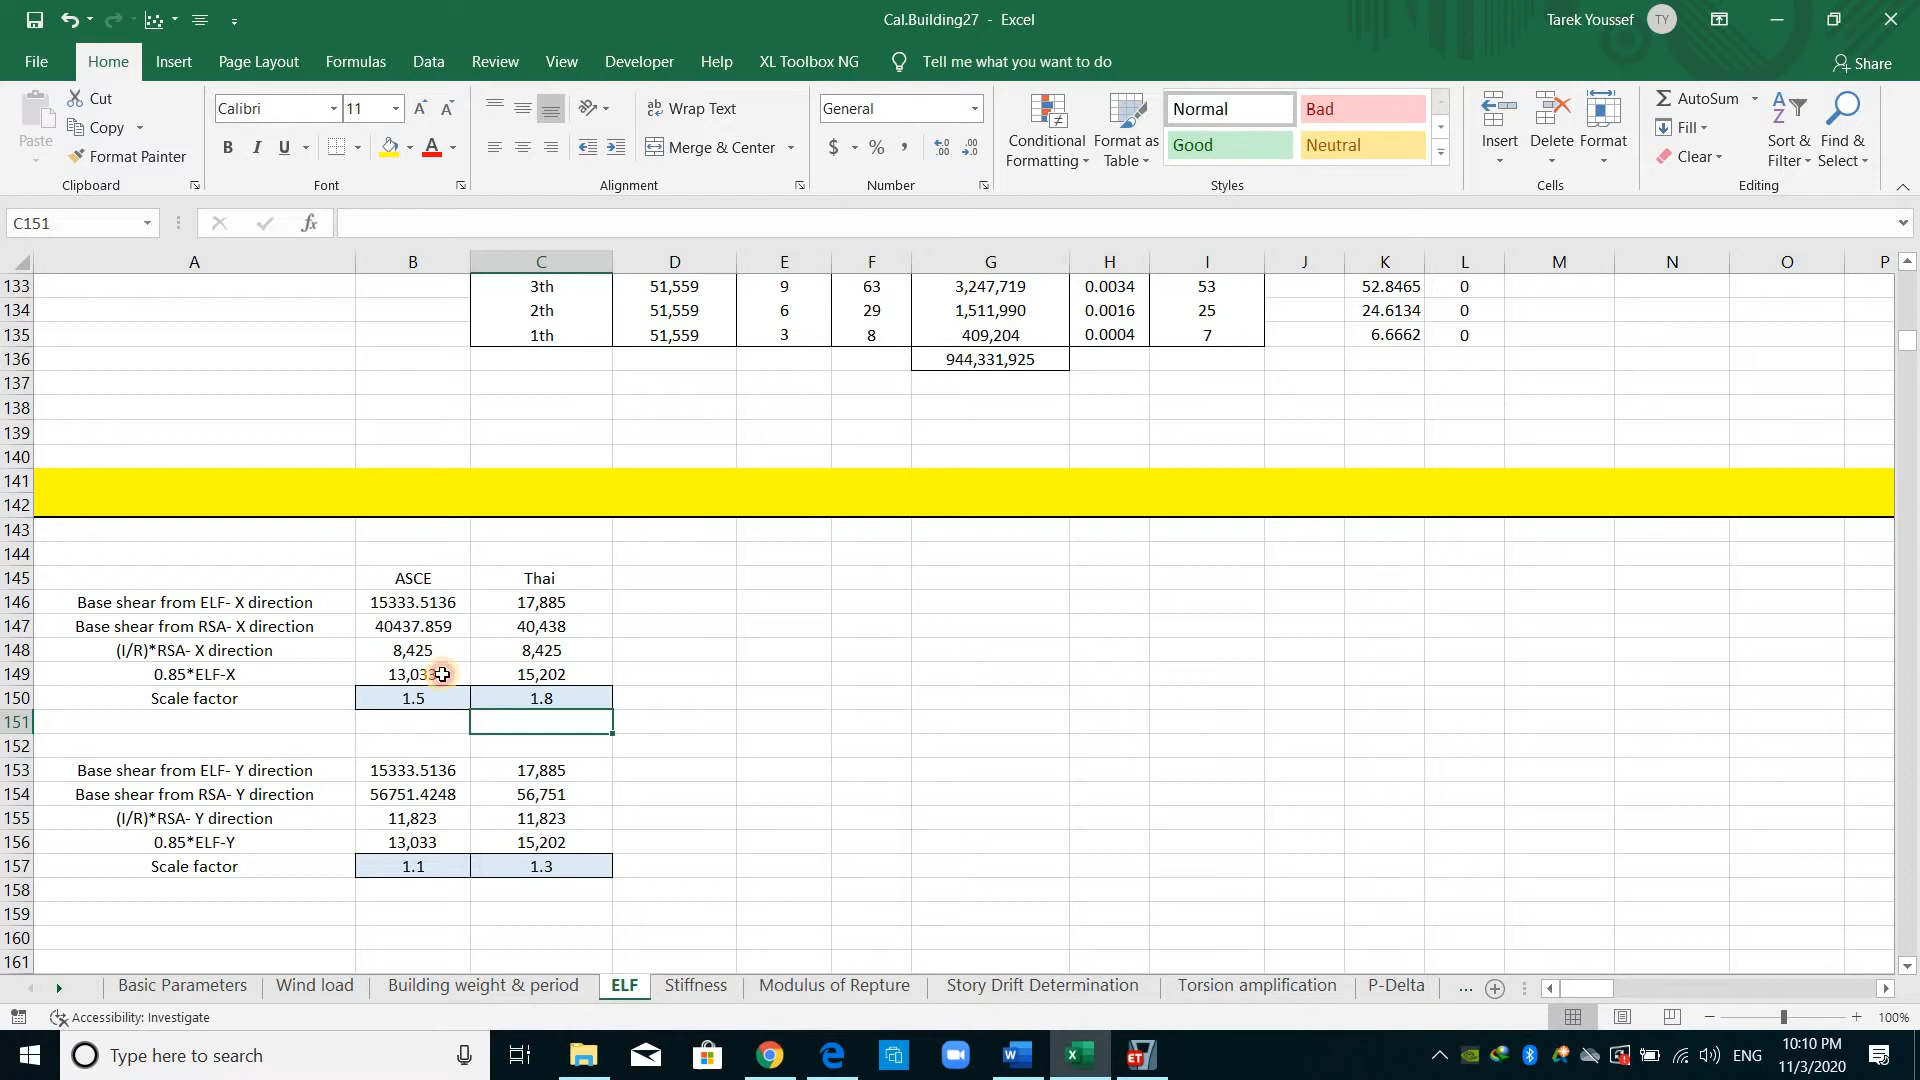 Cal.Building27 - Excel
Tarek Youssef TY
File Home Insert Page Layout Formulas Data Review View Developer Help XL Toolbox NG Tell me what you want to do Share
Paste
Cut
Copy
Format Painter
Clipboard
Calibri 11
B I U
Font
Wrap Text
Merge & Center
Alignment
General
$ % ,
Number
Conditional Formatting
Format as Table
Normal Bad
Good Neutral
Styles
Insert Delete Format
Cells
AutoSum
Fill
Clear
Sort & Filter
Find & Select
Editing
C151 fx
A B C D E F G H I J K L M N O P
133 3th 51,559 9 63 3,247,719 0.0034 53 52.8465 0
134 2th 51,559 6 29 1,511,990 0.0016 25 24.6134 0
135 1th 51,559 3 8 409,204 0.0004 7 6.6662 0
136 944,331,925
137
138
139
140
141
142
143
144
145 ASCE Thai
146 Base shear from ELF- X direction 15333.5136 17,885
147 Base shear from RSA- X direction 40437.859 40,438
148 (I/R)*RSA- X direction 8,425 8,425
149 0.85*ELF-X 13,033 15,202
150 Scale factor 1.5 1.8
151
152
153 Base shear from ELF- Y direction 15333.5136 17,885
154 Base shear from RSA- Y direction 56751.4248 56,751
155 (I/R)*RSA- Y direction 11,823 11,823
156 0.85*ELF-Y 13,033 15,202
157 Scale factor 1.1 1.3
158
159
160
161
Basic Parameters Wind load Building weight & period ELF Stiffness Modulus of Repture Story Drift Determination Torsion amplification P-Delta ...
Accessibility: Investigate 100%
Type here to search ENG 10:10 PM
11/3/2020